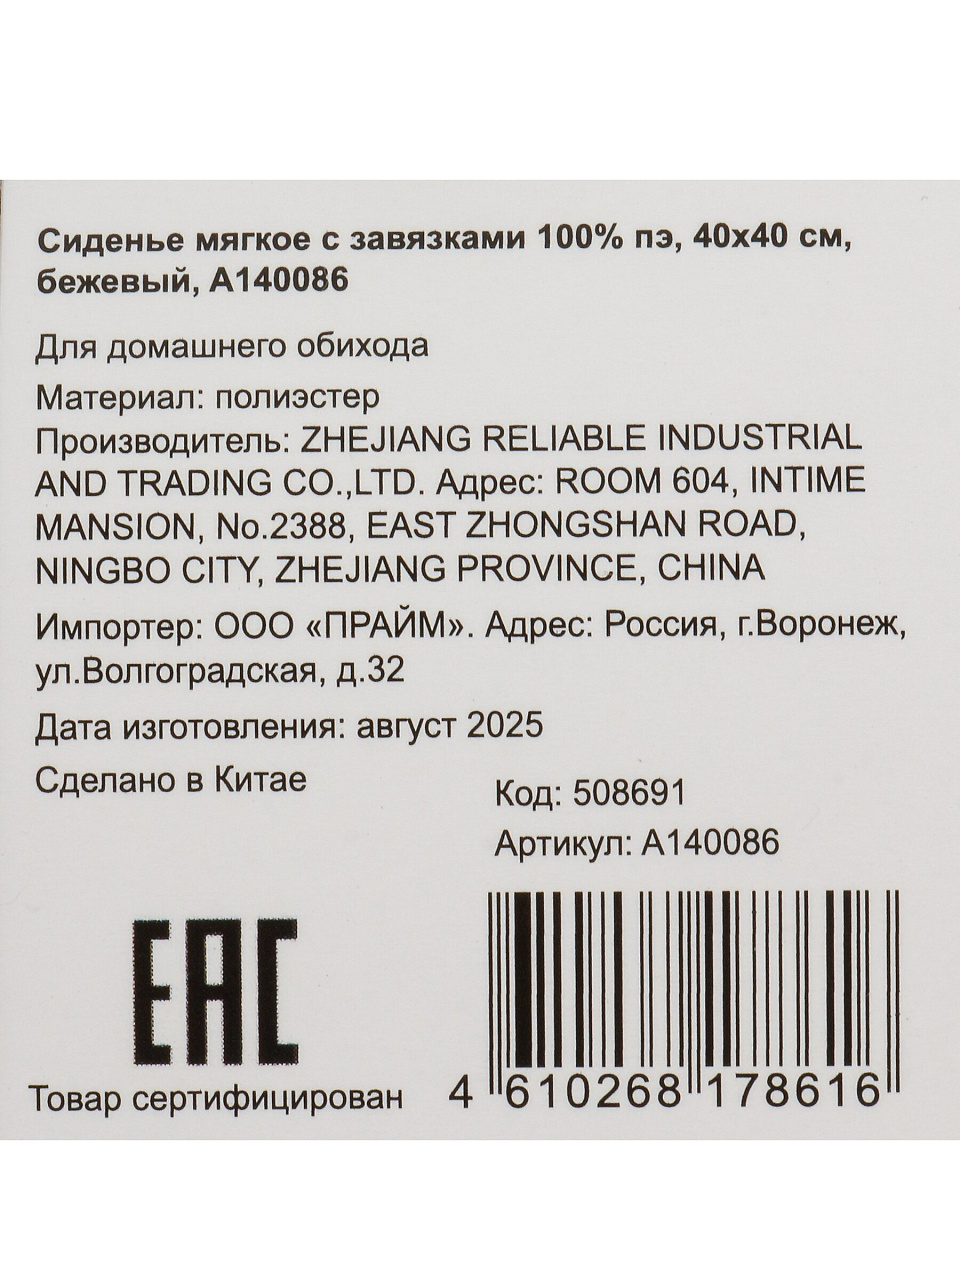 Сиденье мягкое с завязками 100% пэ, 40х40 см,
бежевый, А140086
Для домашнего обихода
Материал: полиэстер
Производитель: ZHEJIANG RELIABLE INDUSTRIAL
AND TRADING CO.,LTD. Адрес: ROOM 604, INTIME
MANSION, No.2388, EAST ZHONGSHAN ROAD,
NINGBO CITY, ZHEJIANG PROVINCE, CHINA
Импортер: ООО «ПРАЙМ». Адрес: Россия, г.Воронеж,
ул.Волгоградская, д.32
Дата изготовления: август 2025
Сделано в Китае
Код: 508691
Артикул: А140086
ЕАС
Товар сертифицирован
4 610268 178616